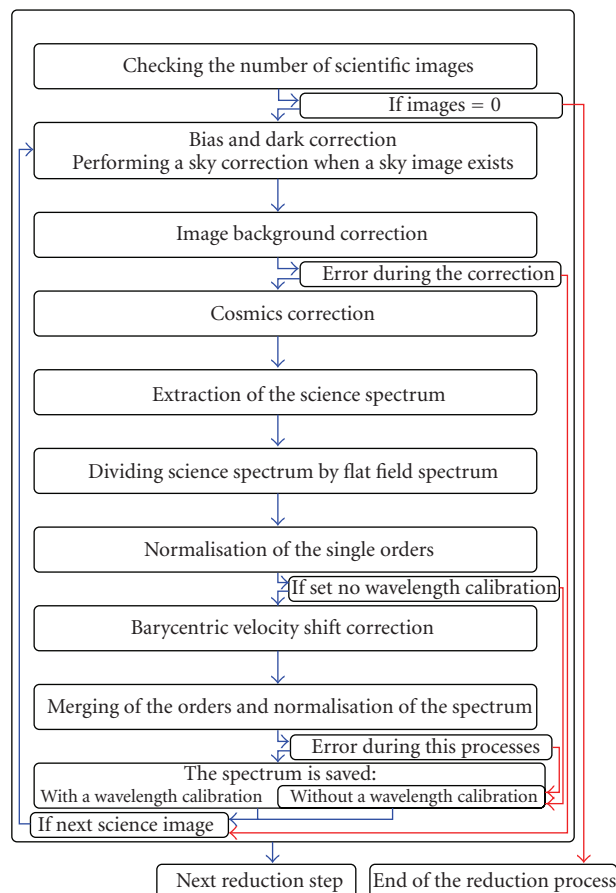 Checking the number of scientific images
If images = 0
Bias and dark correction
Performing a sky correction when a sky image exists
Image background correction
Error during the correction
Cosmics correction
Extraction of the science spectrum
Dividing science spectrum by flat field spectrum
Normalisation of the single orders
If set no wavelength calibration
Barycentric velocity shift correction
Merging of the orders and normalisation of the spectrum
Error during this processes
The spectrum is saved:
With a wavelength calibration
Without a wavelength calibration
If next science image
Next reduction step
End of the reduction process